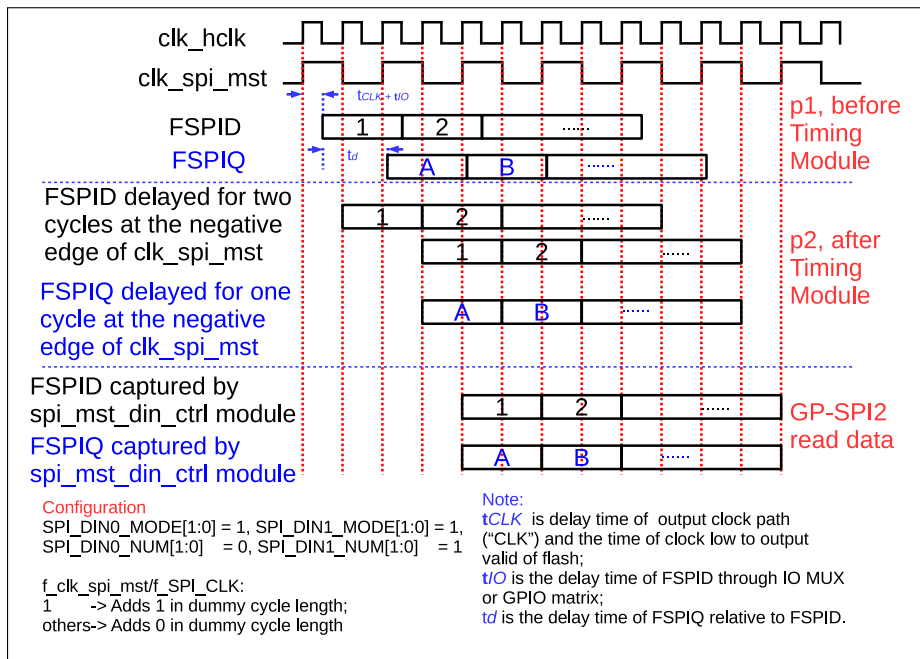 clk_hclk
clk_spi_mst
tCLK + tIO
FSPID
1 2 ......
p1, before
Timing
Module
td
FSPIQ
A B ......
FSPID delayed for two
cycles at the negative
edge of clk_spi_mst
1 2 ......
1 2 ......
p2, after
Timing
Module
FSPIQ delayed for one
cycle at the negative
edge of clk_spi_mst
A B ......
FSPID captured by
spi_mst_din_ctrl module
1 2 ......
GP-SPI2
read data
FSPIQ captured by
spi_mst_din_ctrl module
A B ......
Configuration
SPI_DIN0_MODE[1:0] = 1, SPI_DIN1_MODE[1:0] = 1,
SPI_DIN0_NUM[1:0] = 0, SPI_DIN1_NUM[1:0] = 1
f_clk_spi_mst/f_SPI_CLK:
1 -> Adds 1 in dummy cycle length;
others-> Adds 0 in dummy cycle length
Note:
tCLK is delay time of output clock path
(“CLK”) and the time of clock low to output
valid of flash;
tIO is the delay time of FSPID through IO MUX
or GPIO matrix;
td is the delay time of FSPIQ relative to FSPID.